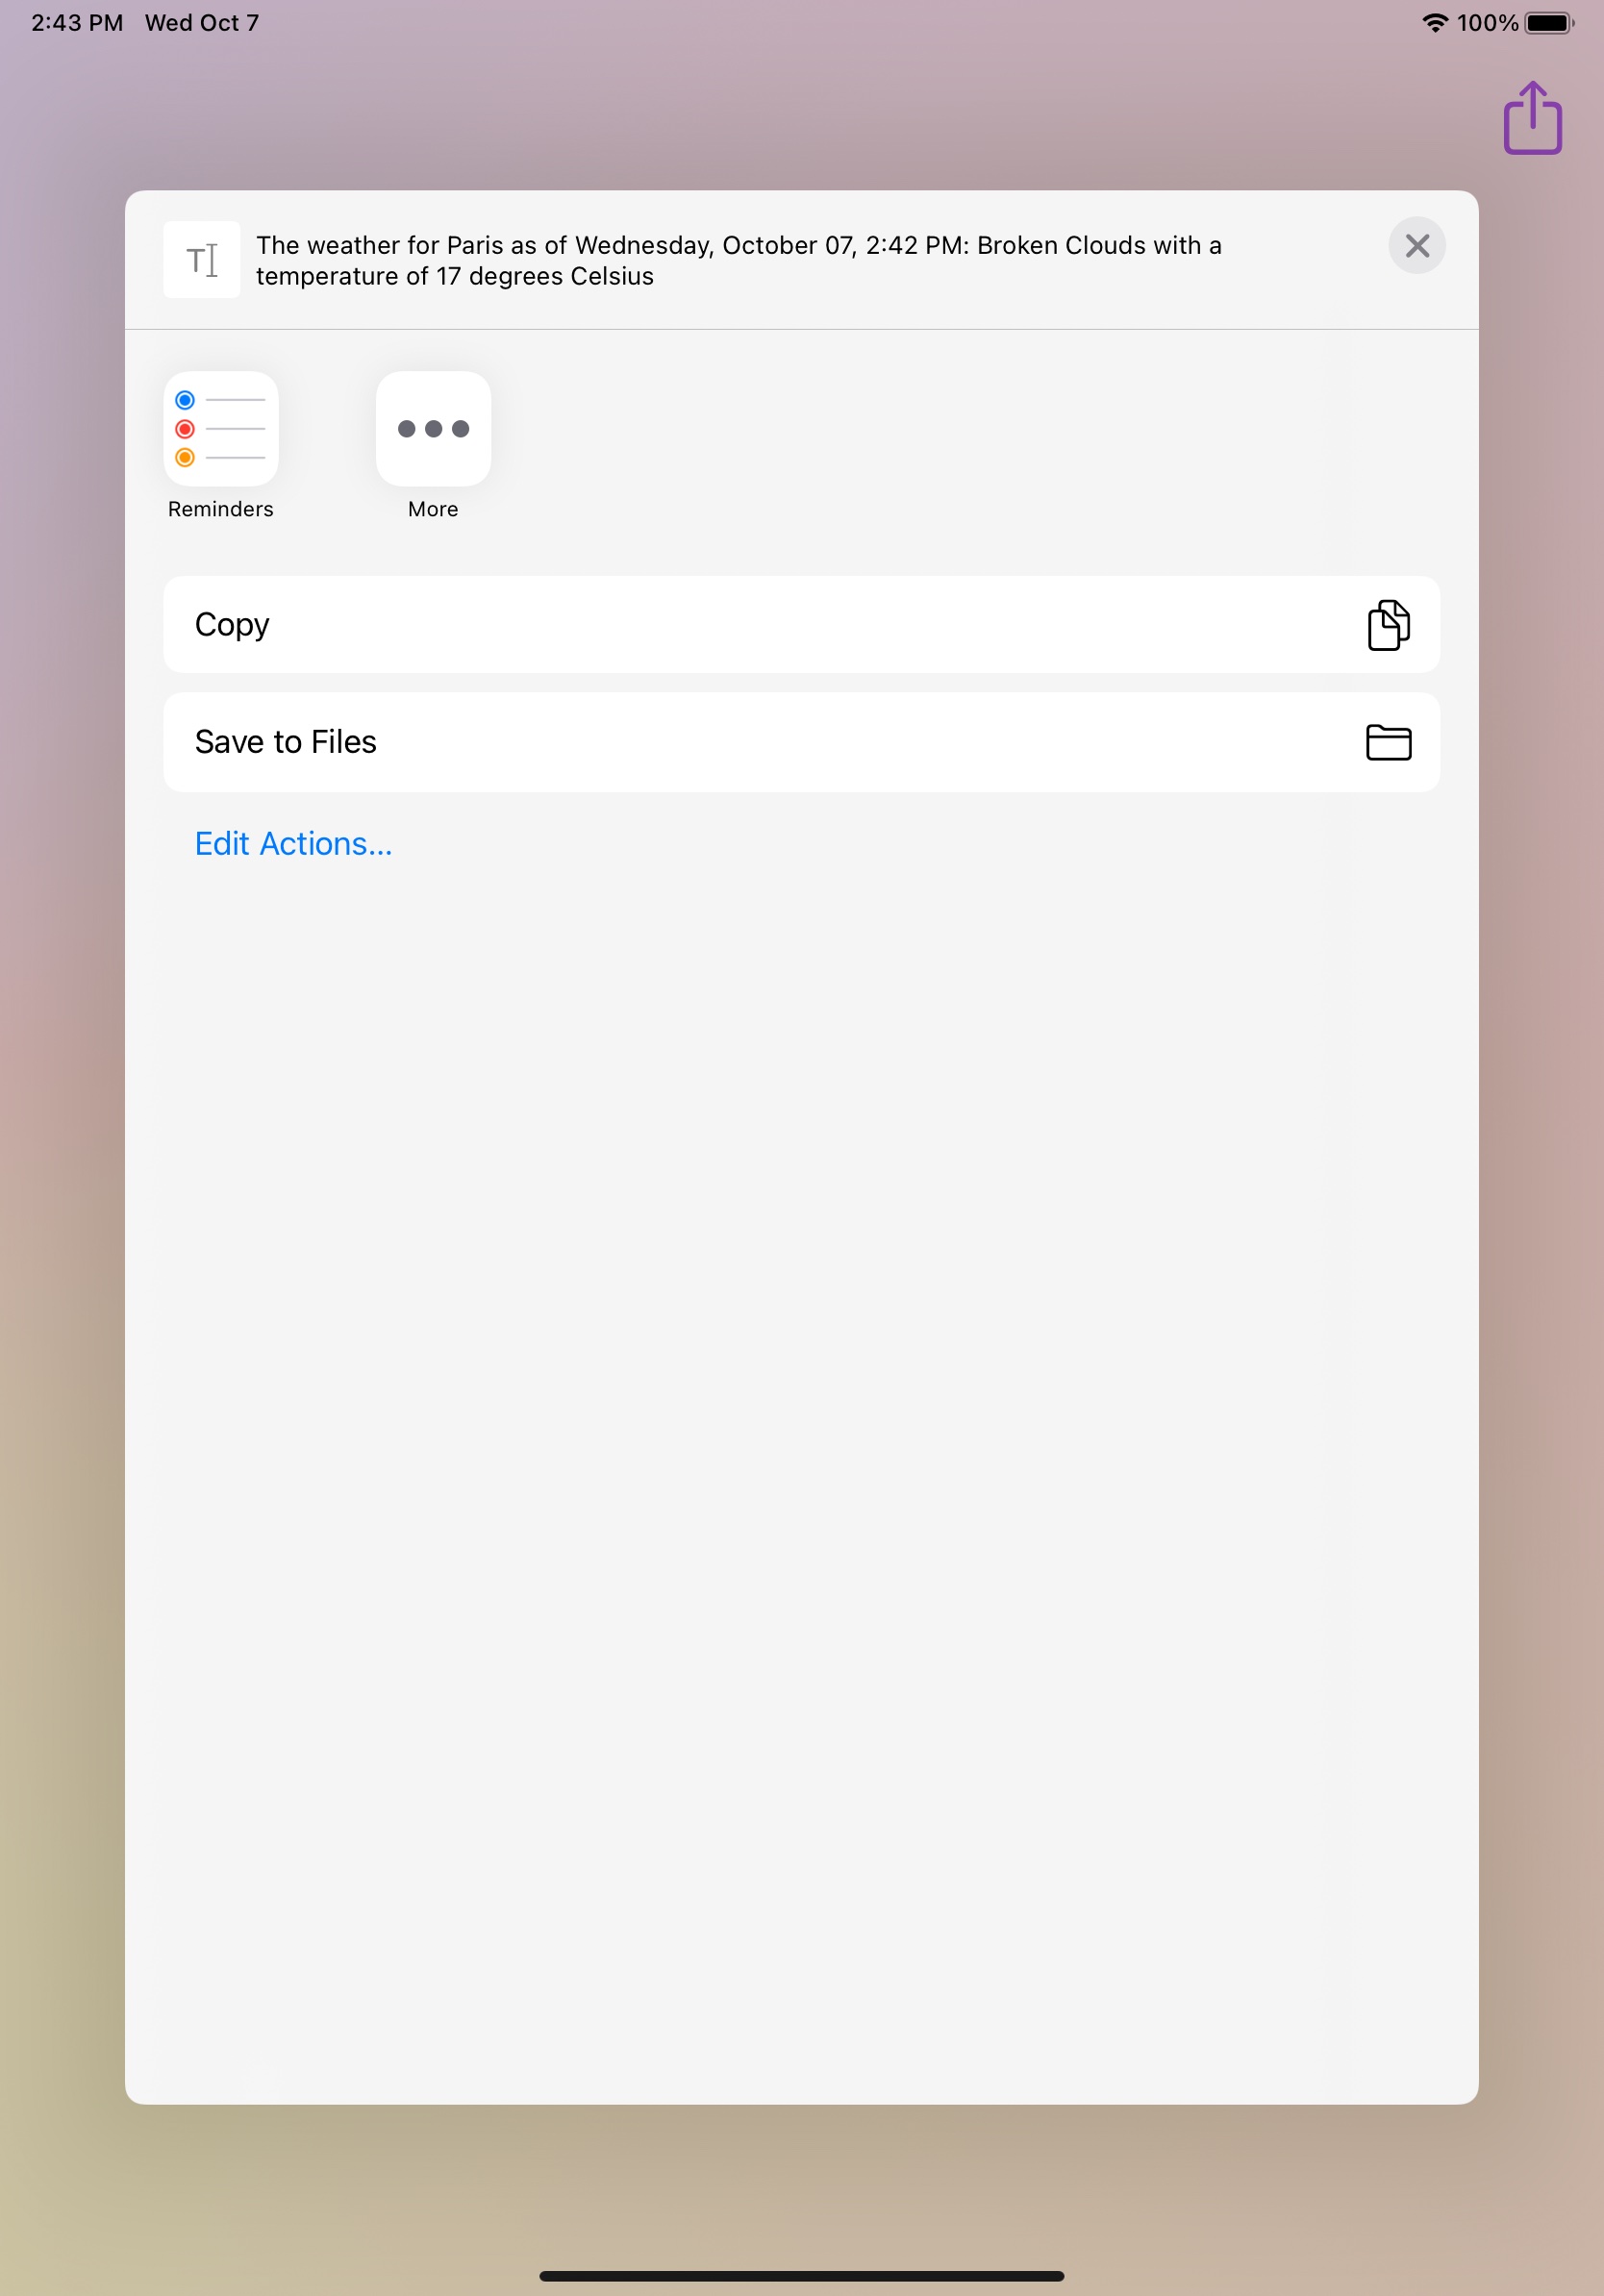 2:43 PM Wed Oct 7
100%
The weather for Paris as of Wednesday, October 07, 2:42 PM: Broken Clouds with a
temperature of 17 degrees Celsius
Reminders
More
Copy
Save to Files
Edit Actions...